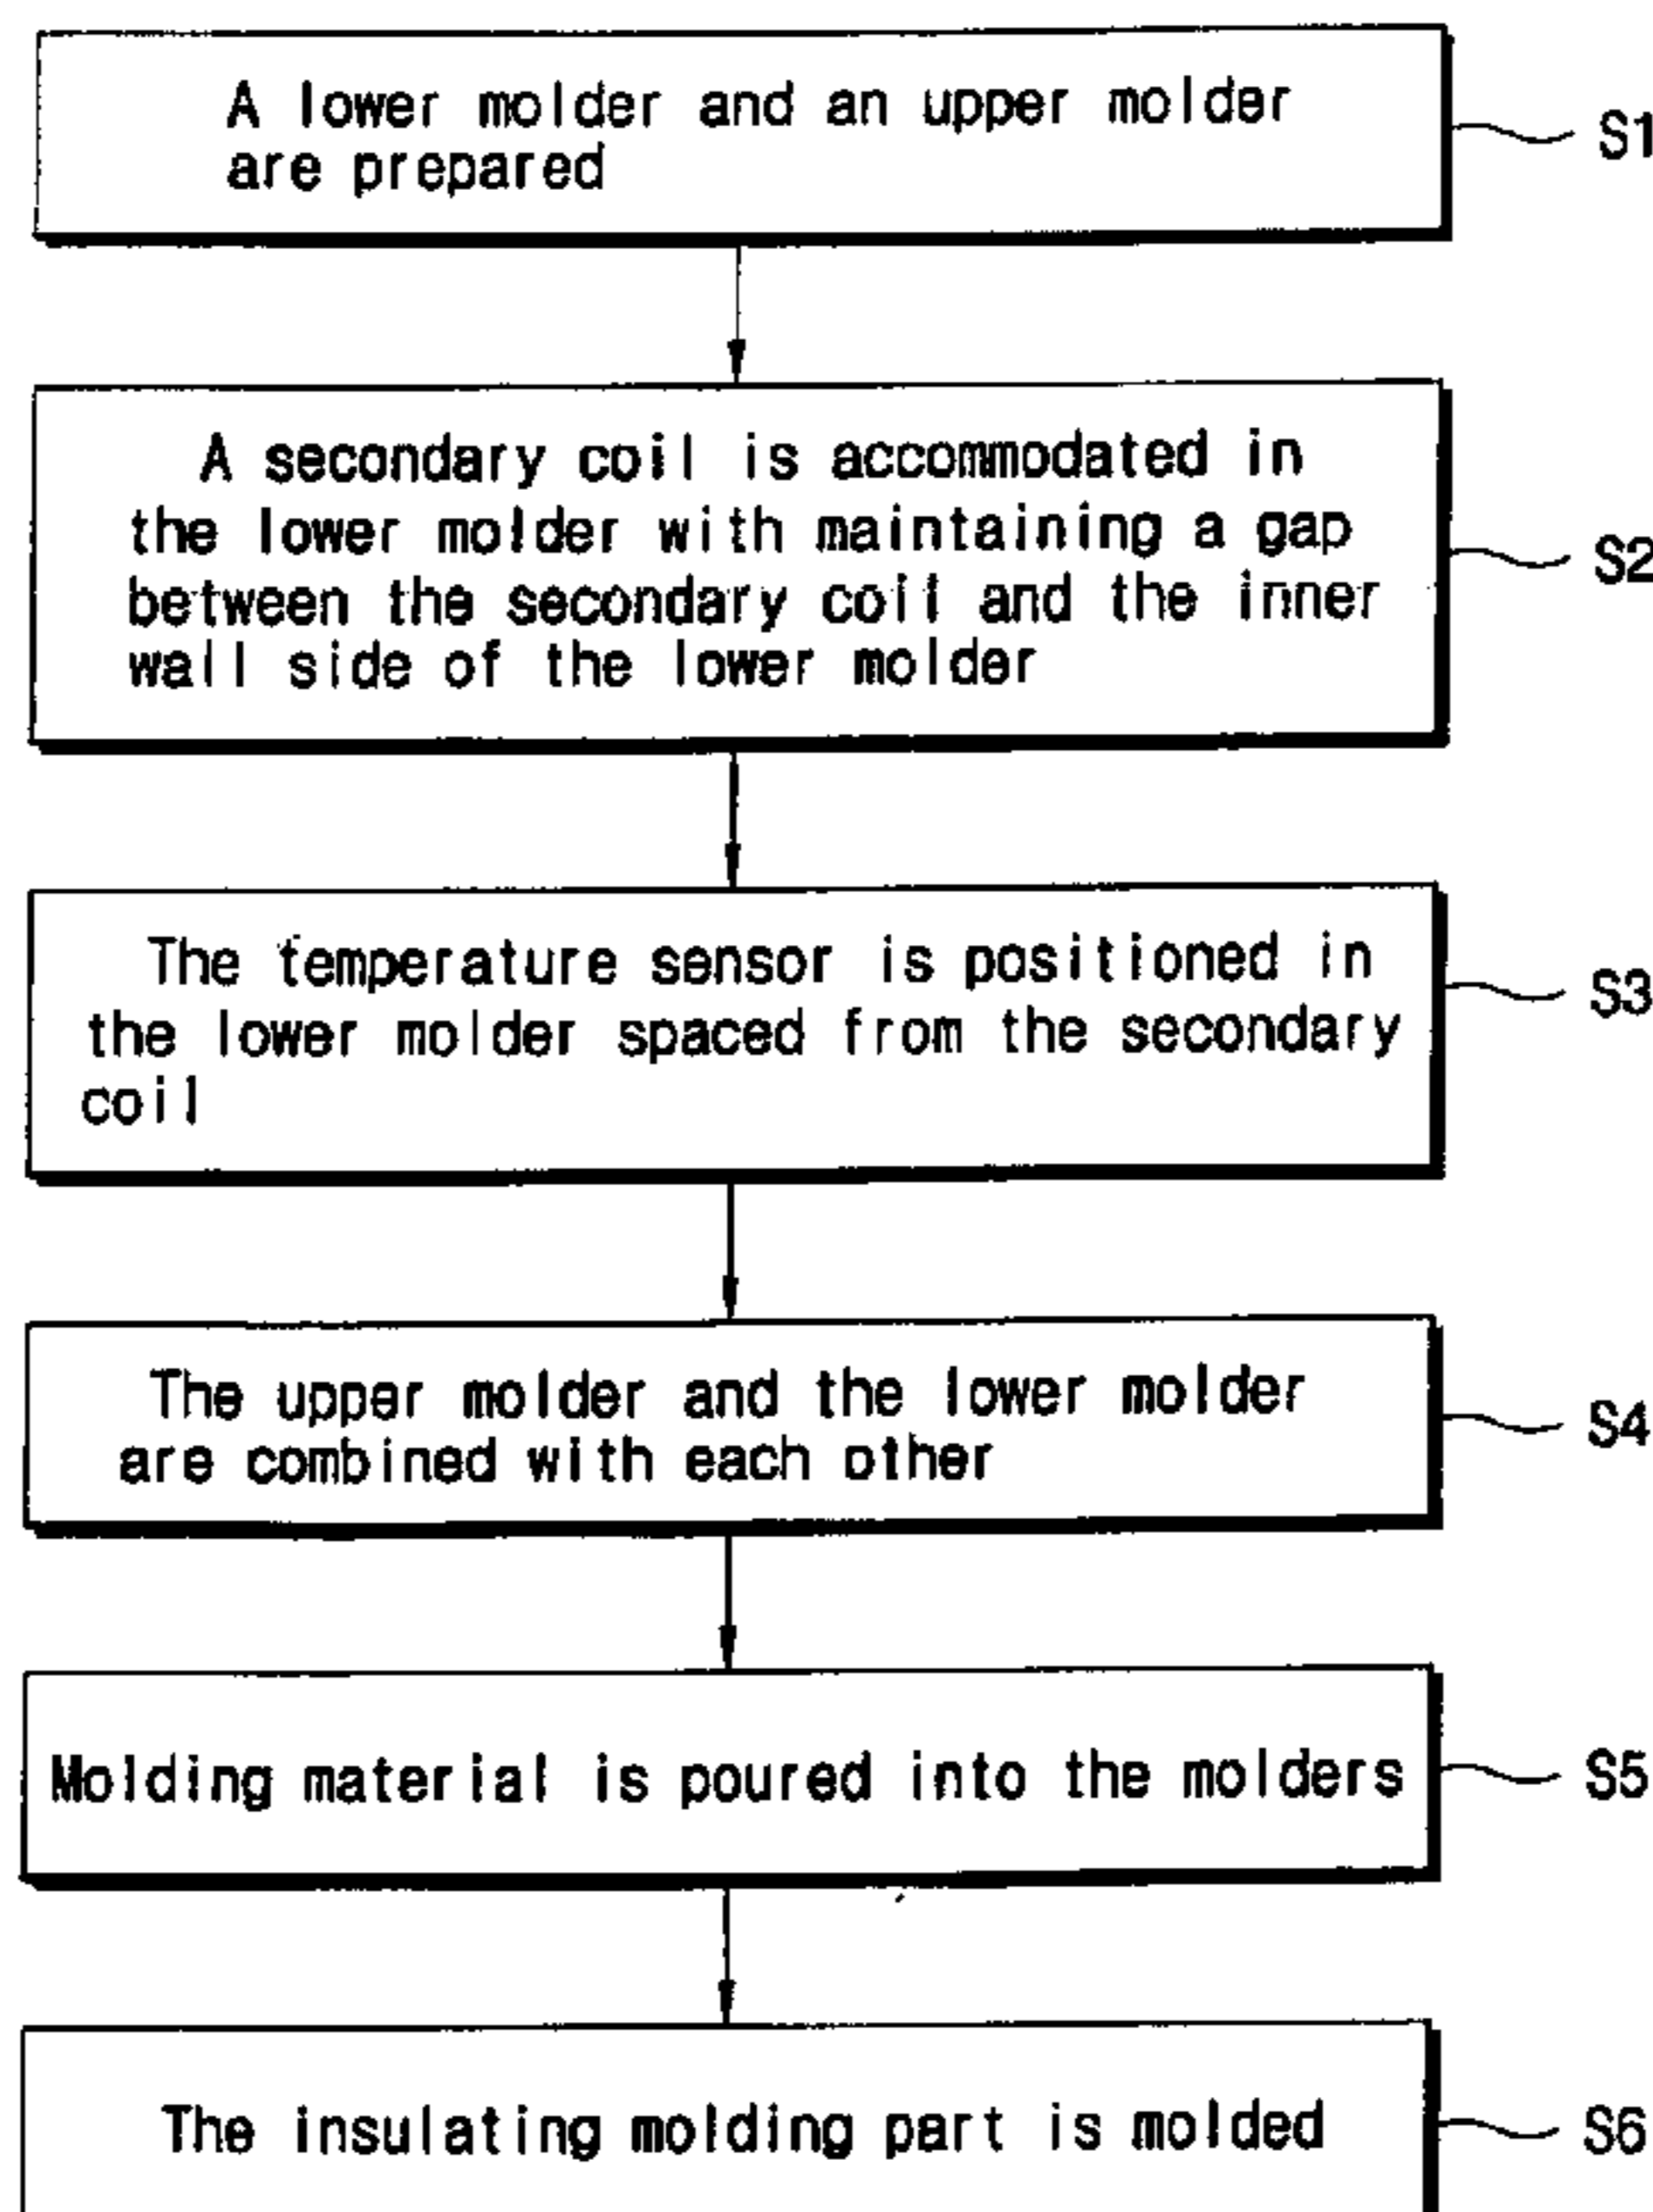 A lower molder and an upper molder
are prepared
S1
A secondary coil is accommodated in
the lower molder with maintaining a gap
between the secondary coil and the inner
wall side of the lower molder
S2
The temperature sensor is positioned in
the lower molder spaced from the secondary
coil
S3
The upper molder and the lower molder
are combined with each other
S4
Molding material is poured into the molders
S5
The insulating molding part is molded
S6